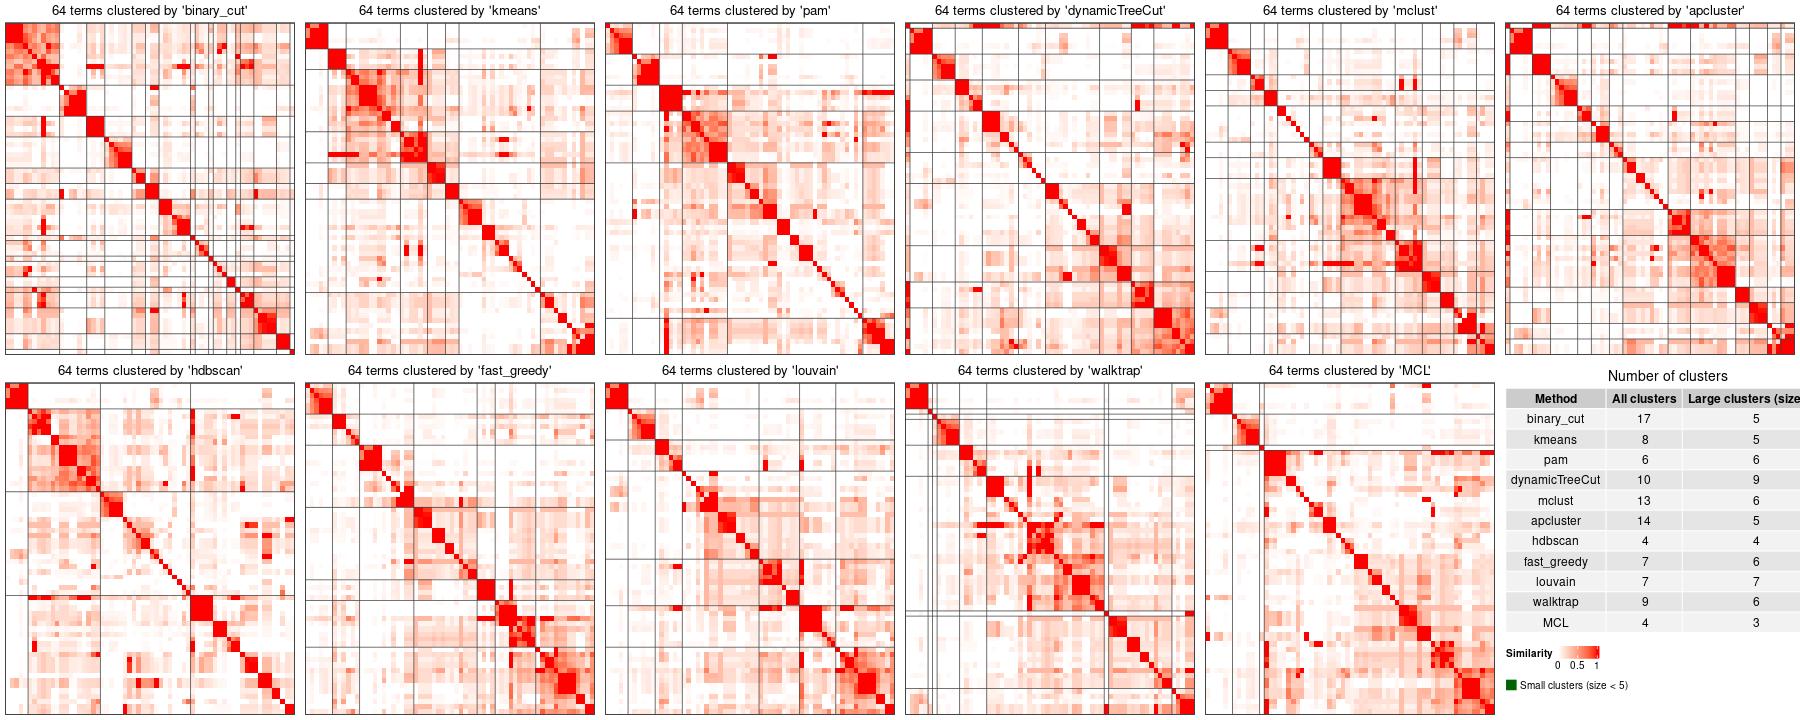 64 terms clustered by 'binary_cut'
64 terms clustered by 'kmeans'
64 terms clustered by 'pam'
64 terms clustered by 'dynamicTreeCut'
64 terms clustered by 'mclust'
64 terms clustered by 'apcluster'
64 terms clustered by 'hdbscan'
64 terms clustered by 'fast_greedy'
64 terms clustered by 'louvain'
64 terms clustered by 'walktrap'
64 terms clustered by 'MCL'
Number of clusters
Method All clusters Large clusters (size
binary_cut 17 5
kmeans 8 5
pam 6 6
dynamicTreeCut 10 9
mclust 13 6
apcluster 14 5
hdbscan 4 4
fast_greedy 7 6
louvain 7 7
walktrap 9 6
MCL 4 3
Similarity
0 0.5 1
Small clusters (size < 5)